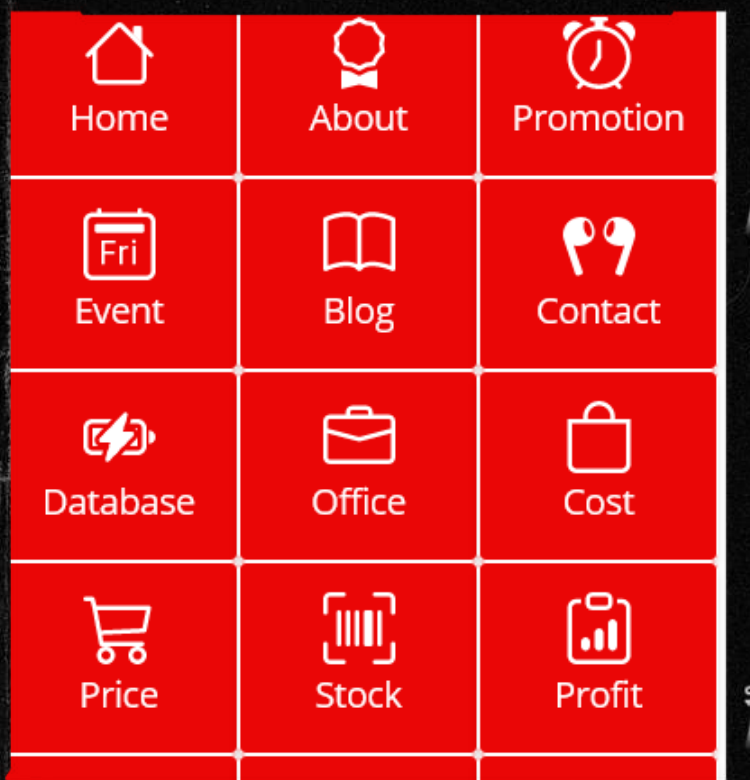 Home
About
Promotion
Fri
Event
Blog
Contact
Database
Office
Cost
Price
Stock
Profit